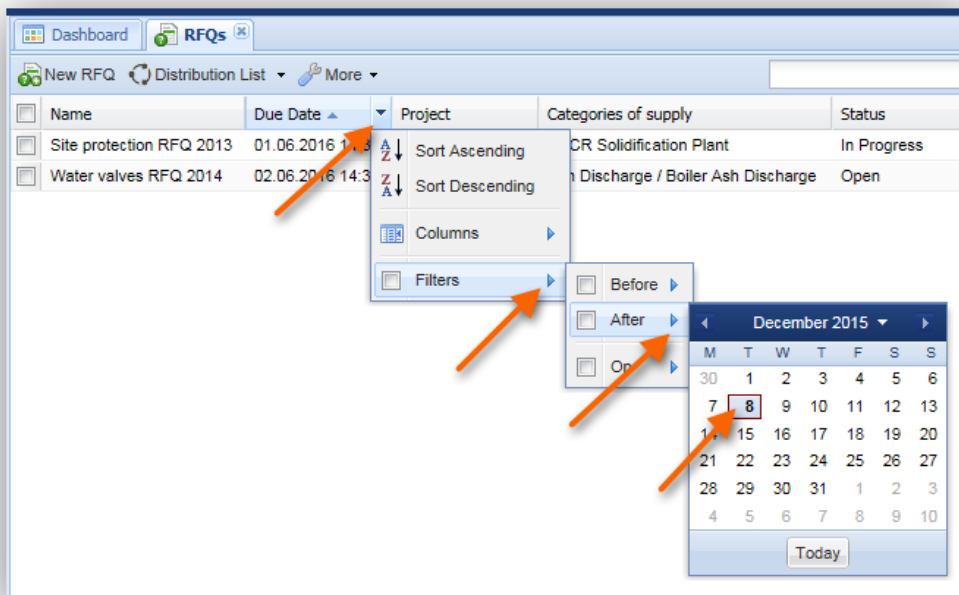 Dashboard RFQs
New RFQ Distribution List More
Name Due Date Project Categories of supply Status
Site protection RFQ 2013 01.06.2016 CR Solidification Plant In Progress
Water valves RFQ 2014 02.06.2016 14:3 Discharge / Boiler Ash Discharge Open
Sort Ascending
Sort Descending
Columns
Filters
Before
After
December 2015
M T W T F S S
30 1 2 3 4 5 6
7 8 9 10 11 12 13
14 15 16 17 18 19 20
21 22 23 24 25 26 27
28 29 30 31 1 2 3
4 5 6 7 8 9 10
Today